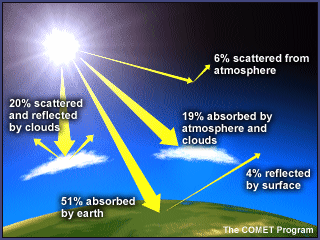 6% scattered from
atmosphere
20% scattered
and reflected
by clouds
19% absorbed by
atmosphere and
clouds
4% reflected
by surface
51% absorbed
by earth
The COMET Program